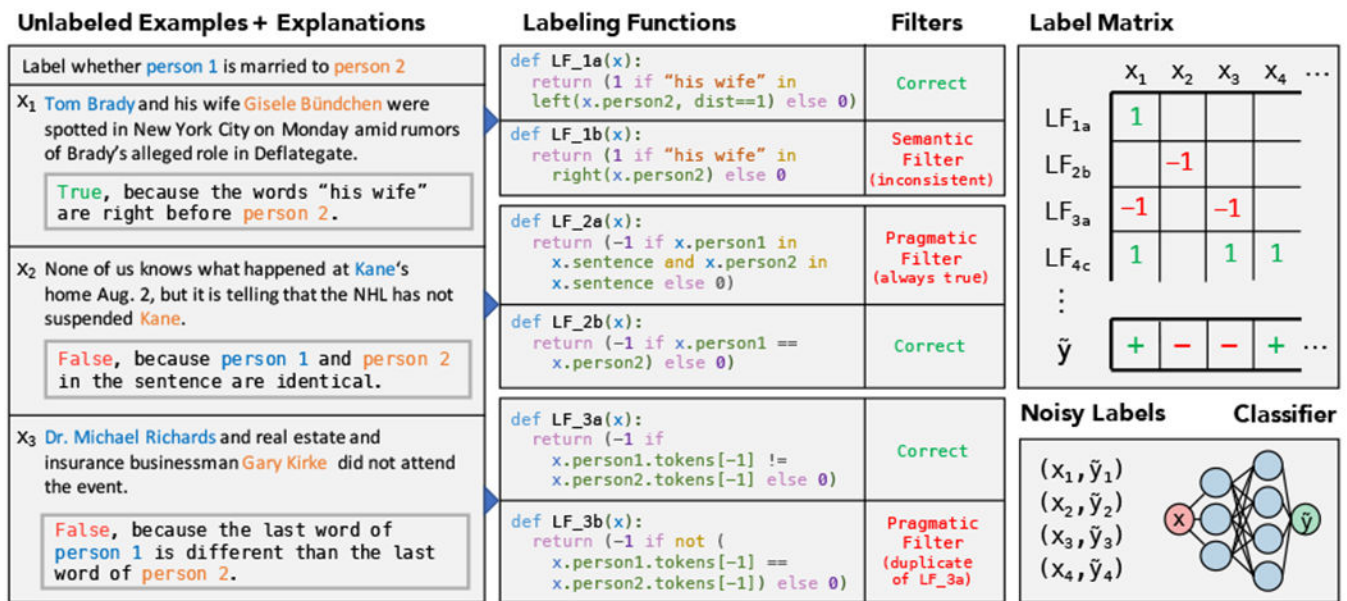 Unlabeled Examples + Explanations
Label whether person 1 is married to person 2
x1 Tom Brady and his wife Gisele Bündchen were
spotted in New York City on Monday amid rumors
of Brady's alleged role in Deflategate.
True, because the words "his wife"
are right before person 2.
x2 None of us knows what happened at Kane's
home Aug. 2, but it is telling that the NHL has not
suspended Kane.
False, because person 1 and person 2
in the sentence are identical.
x3 Dr. Michael Richards and real estate and
insurance businessman Gary Kirke did not attend
the event.
False, because the last word of
person 1 is different than the last
word of person 2.
Labeling Functions
Filters
def LF_1a(x):
return (1 if "his wife" in
left(x.person2, dist==1) else 0)
Correct
def LF_1b(x):
return (1 if "his wife" in
right(x.person2) else 0
Semantic
Filter
(inconsistent)
def LF_2a(x):
return (-1 if x.person1 in
x.sentence and x.person2 in
x.sentence else 0)
Pragmatic
Filter
(always true)
def LF_2b(x):
return (-1 if x.person1 ==
x.person2) else 0)
Correct
def LF_3a(x):
return (-1 if
x.person1.tokens[-1] !=
x.person2.tokens[-1] else 0)
Correct
def LF_3b(x):
return (-1 if not (
x.person1.tokens[-1] ==
x.person2.tokens[-1]) else 0)
Pragmatic
Filter
(duplicate
of LF_3a)
Label Matrix
x1 x2 x3 x4 ...
LF1a 1
LF2b -1
LF3a -1 -1
LF4c 1 1 1
⋮
ỹ + − − + ...
Noisy Labels
Classifier
(x1,ỹ1)
(x2,ỹ2)
(x3,ỹ3)
(x4,ỹ4)
x ỹ